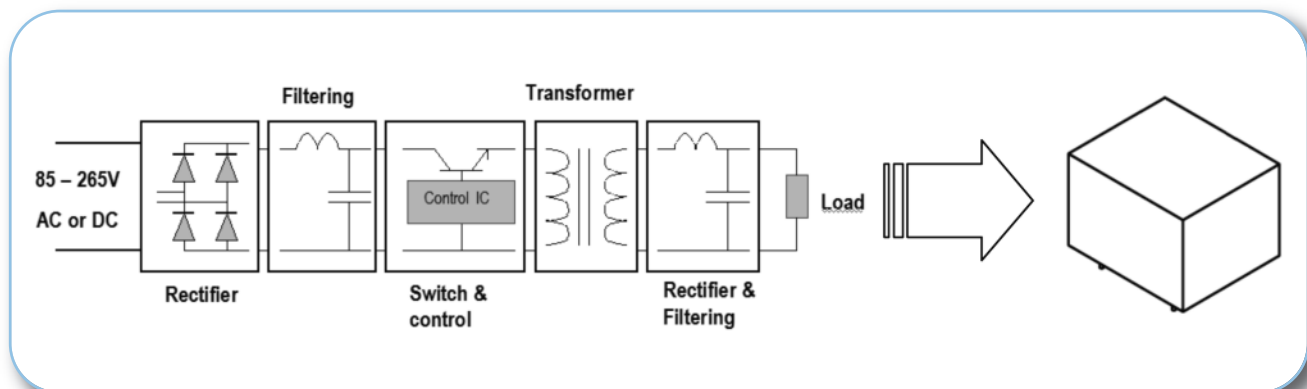 Filtering
Transformer
85 – 265V
AC or DC
Control IC
Load
Rectifier
Switch &
control
Rectifier &
Filtering